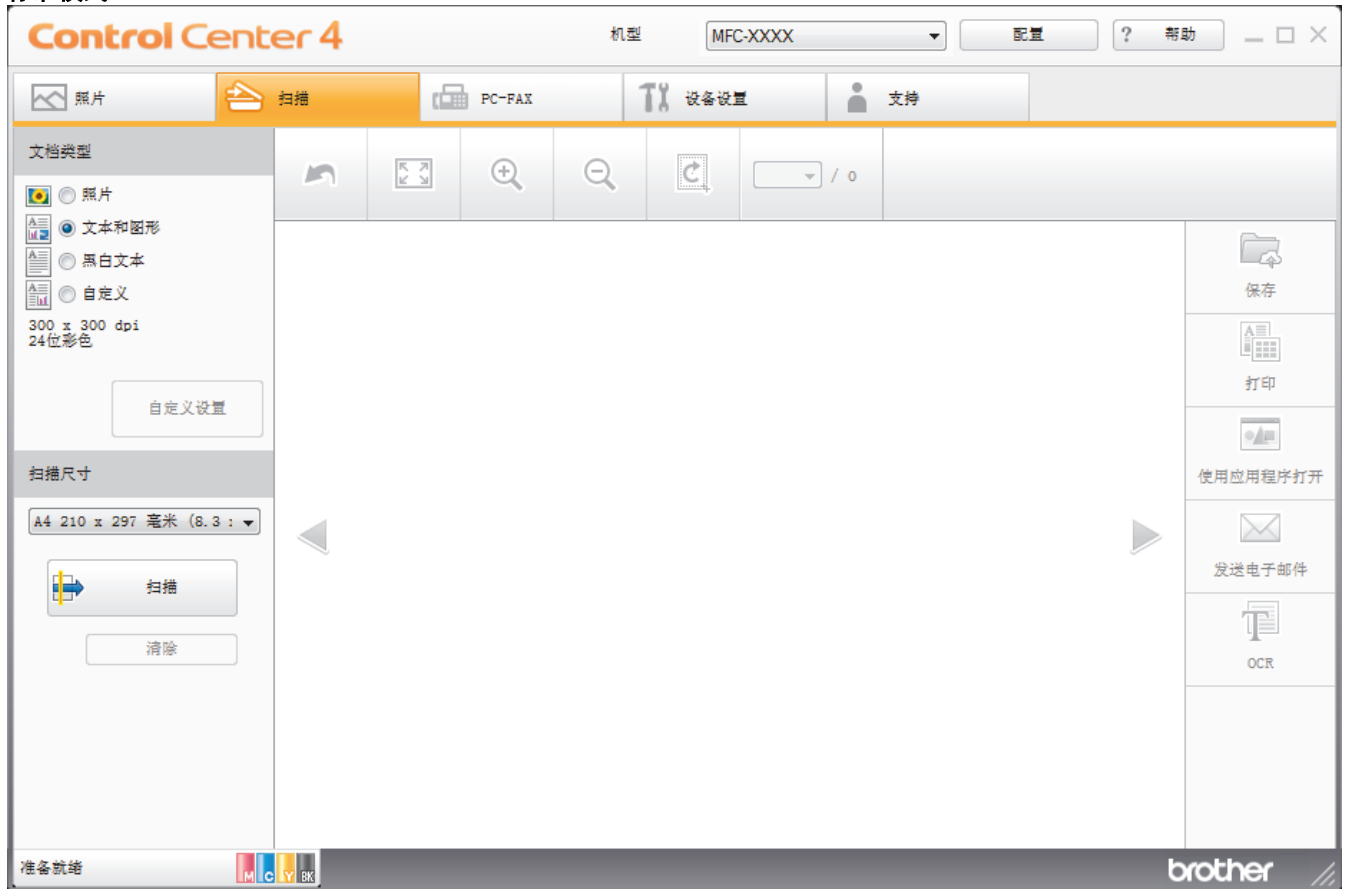 Control Center 4
机型
MFC-XXXX
配置
? 帮助
照片
扫描
PC-FAX
设备设置
支持
文档类型
照片
文本和图形
黑白文本
自定义
300 x 300 dpi
24位彩色
自定义设置
扫描尺寸
A4 210 x 297 毫米 (8.3 :
扫描
清除
/ 0
保存
打印
使用应用程序打开
发送电子邮件
OCR
准备就绪
M C Y BK
brother